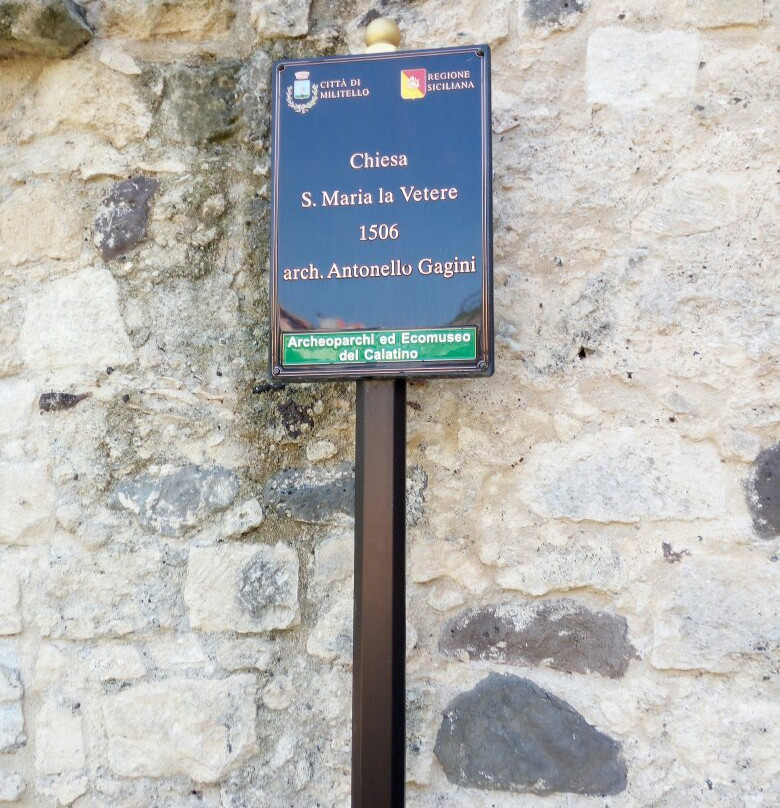 CITTÀ DI
MILITELLO
REGIONE
SICILIANA
Chiesa
S. Maria la Vetere
1506
arch. Antonello Gagini
Archeoparchi ed Ecomuseo
del Calatino